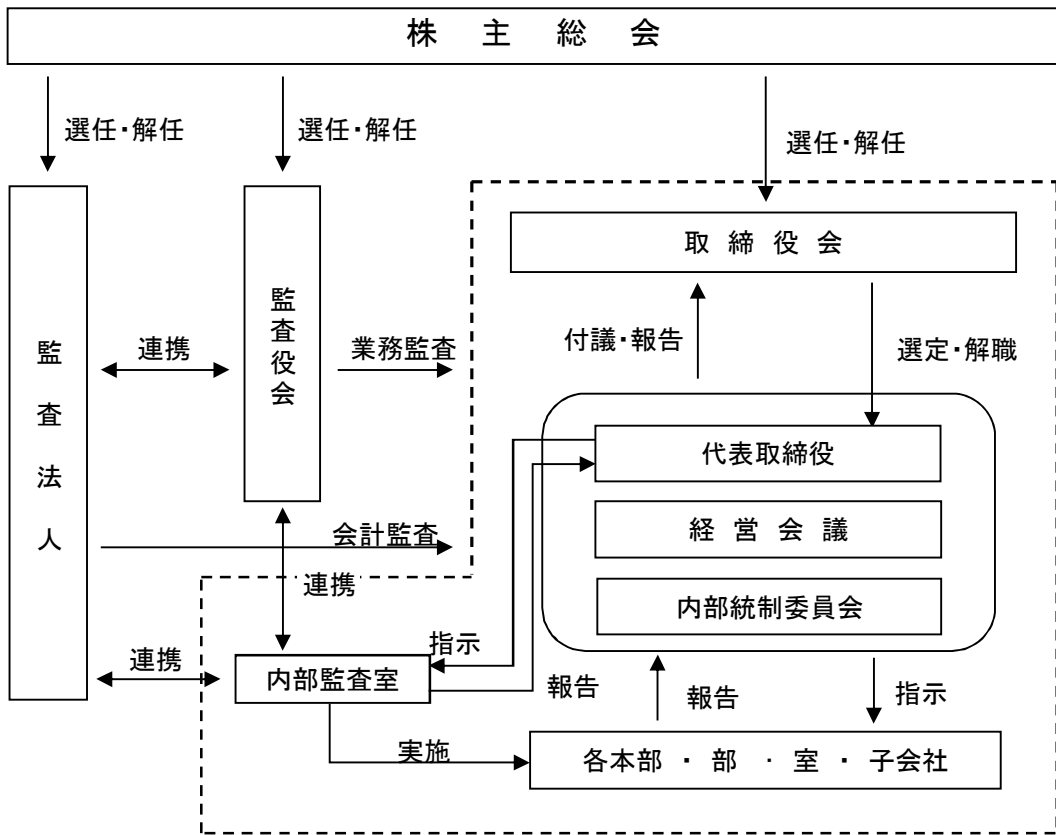 株 主 総 会
選任・解任
選任・解任
選任・解任
取 締 役 会
監査役会
監査法人
連携
業務監査
付議・報告
選定・解職
代表取締役
経 営 会 議
内部統制委員会
会計監査
連携
連携
内部監査室
指示
報告
報告
指示
実施
各本部 ・ 部 ・ 室 ・ 子会社